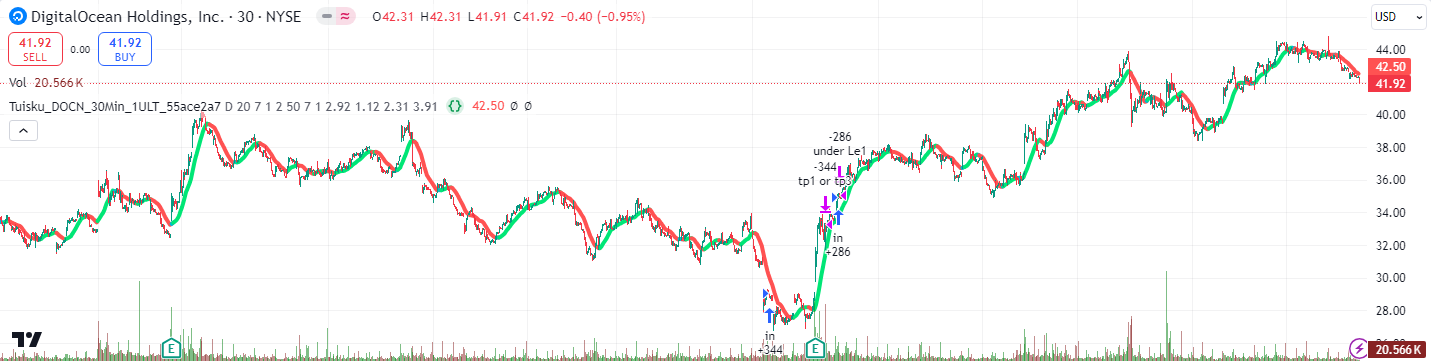 DigitalOcean Holdings, Inc. · 30 · NYSE O42.31 H42.31 L41.91 C41.92 −0.40 (−0.95%)
USD
41.92
SELL
0.00
41.92
BUY
Vol 20.566 K
Tuisku_DOCN_30Min_1ULT_55ace2a7 D 20 7 1 2 50 7 1 2.92 1.12 2.31 3.91 {} 42.50 Ø Ø
44.00
42.50
41.92
40.00
38.00
36.00
34.00
32.00
30.00
28.00
20.566 K
-286
under Le1
-344
tp1 or tp3
in
+286
in
+344
E
E